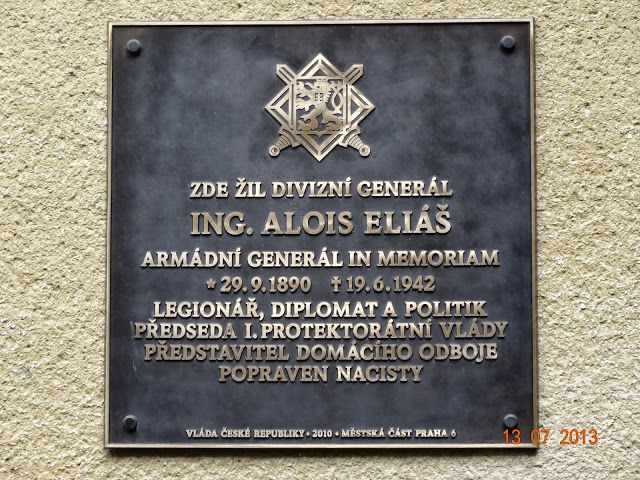 ZDE ŽIL DIVIZNÍ GENERÁL
ING. ALOIS ELIÁŠ
ARMÁDNÍ GENERÁL IN MEMORIAM
* 29.9.1890 ✝ 19.6.1942
LEGIONÁŘ, DIPLOMAT A POLITIK
PŘEDSEDA I. PROTEKTORÁTNÍ VLÁDY
PŘEDSTAVITEL DOMÁCÍHO ODBOJE
POPRAVEN NACISTY
VLÁDA ČESKÉ REPUBLIKY • 2010 • MĚSTSKÁ ČÁST PRAHA 6
13 07 2013